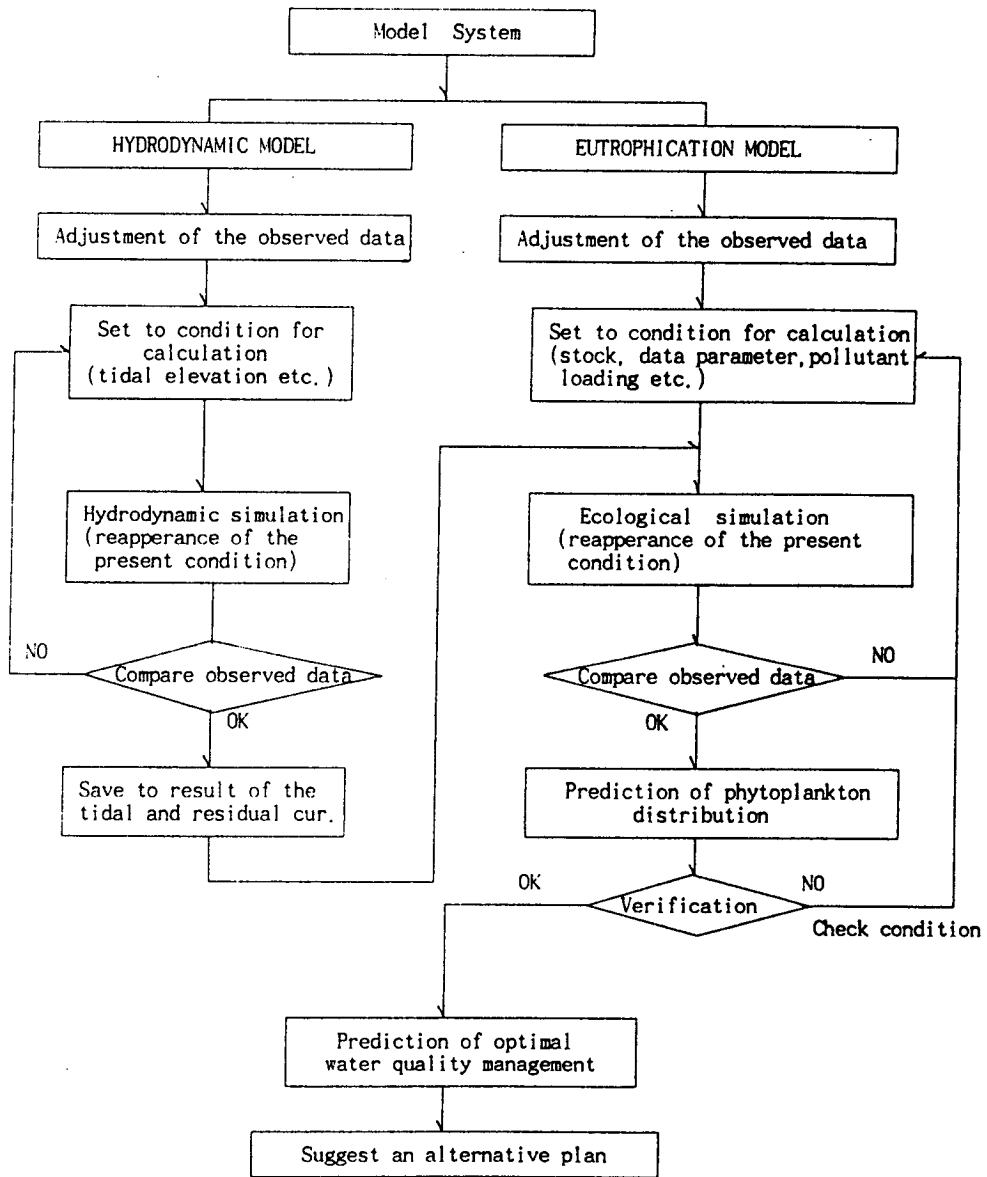 Model System
HYDRODYNAMIC MODEL
EUTROPHICATION MODEL
Adjustment of the observed data
Adjustment of the observed data
Set to condition for
calculation
(tidal elevation etc.)
Set to condition for calculation
(stock, data parameter, pollutant
loading etc.)
Hydrodynamic simulation
(reapperance of the
present condition)
Ecological simulation
(reapperance of the present
condition)
NO
Compare observed data
OK
Compare observed data
NO
OK
Save to result of the
tidal and residual cur.
Prediction of phytoplankton
distribution
OK
Verification
NO
Check condition
Prediction of optimal
water quality management
Suggest an alternative plan